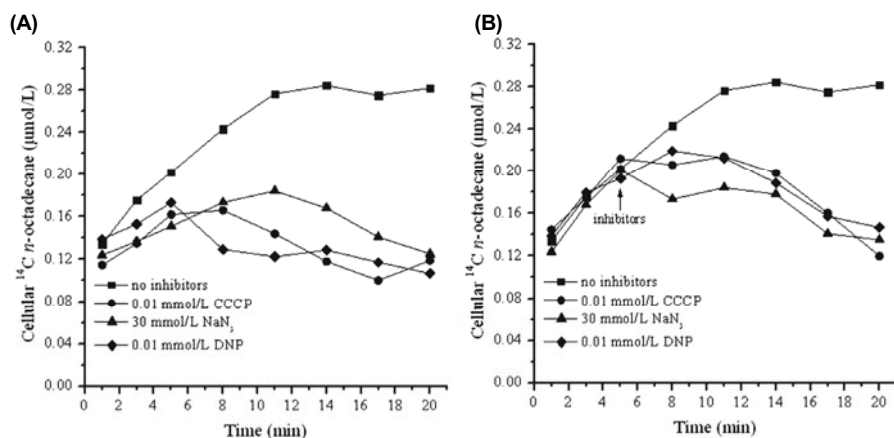 (A)
0.32
0.28
0.24
0.20
0.16
0.12
0.08
0.04
0.00
Cellular ¹⁴C n-octadecane (μmol/L)
no inhibitors
0.01 mmol/L CCCP
30 mmol/L NaN₃
0.01 mmol/L DNP
0 2 4 6 8 10 12 14 16 18 20
Time (min)
(B)
0.32
0.28
0.24
0.20
0.16
0.12
0.08
0.04
0.00
Cellular ¹⁴C n-octadecane (μmol/L)
inhibitors
no inhibitors
0.01 mmol/L CCCP
30 mmol/L NaN₃
0.01 mmol/L DNP
0 2 4 6 8 10 12 14 16 18 20
Time (min)